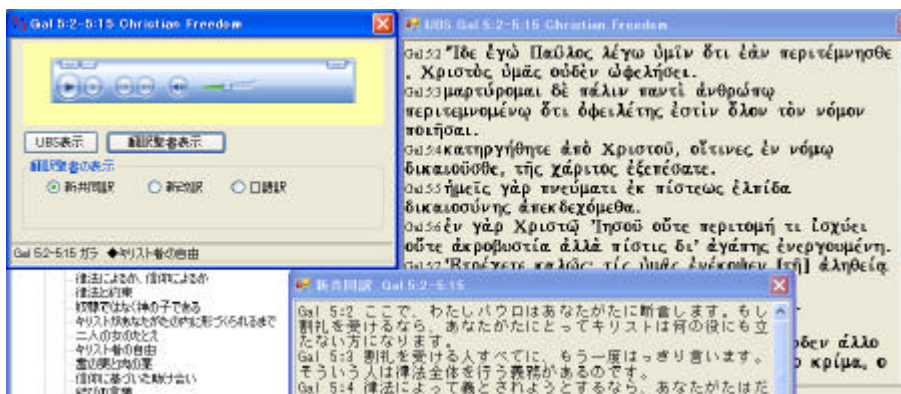 Gal 5:2-5:15 Christian Freedom
UBS表示
翻訳聖書表示
翻訳聖書の表示
新共同訳
新改訳
口語訳
Gal 5:2-5:15 ガラ ◆キリスト者の自由
律法によるか、信仰によるか
律法と約束
奴隷ではなく神の子である
キリストがあなたがたの内に形づくられるまで
二人の女のたとえ
キリスト者の自由
霊の実と肉の業
信仰に基づいた助け合い
結びの言葉
UBS Gal 5:2-5:15 Christian Freedom
Gal 5:2 Ἴδε ἐγὼ Παῦλος λέγω ὑμῖν ὅτι ἐὰν περιτέμνησθε
, Χριστὸς ὑμᾶς οὐδὲν ὠφελήσει.
Gal 5:3 μαρτύρομαι δὲ πάλιν παντὶ ἀνθρώπῳ
περιτεμνομένῳ ὅτι ὀφειλέτης ἐστὶν ὅλον τὸν νόμον
ποιῆσαι.
Gal 5:4 κατηργήθητε ἀπὸ Χριστοῦ, οἵτινες ἐν νόμῳ
δικαιοῦσθε, τῆς χάριτος ἐξεπέσατε.
Gal 5:5 ἡμεῖς γὰρ πνεύματι ἐκ πίστεως ἐλπίδα
δικαιοσύνης ἀπεκδεχόμεθα.
Gal 5:6 ἐν γὰρ Χριστῷ Ἰησοῦ οὔτε περιτομή τι ἰσχύει
οὔτε ἀκροβυστία ἀλλὰ πίστις δι' ἀγάπης ἐνεργουμένη.
Gal 5:7 Ἐτρέχετε καλῶς· τίς ὑμᾶς ἐνέκοψεν [τῇ] ἀληθείᾳ
οὐδὲν ἄλλο
ὸ κρίμα, ὅ
新共同訳 Gal 5:2-5:15
Gal 5:2 ここで、わたしパウロはあなたがたに断言します。もし
割礼を受けるなら、あなたがたにとってキリストは何の役にも立
たない方になります。
Gal 5:3 割礼を受ける人すべてに、もう一度はっきり言います。
そういう人は律法全体を行う義務があるのです。
Gal 5:4 律法によって義とされようとするなら、あなたがたはだ